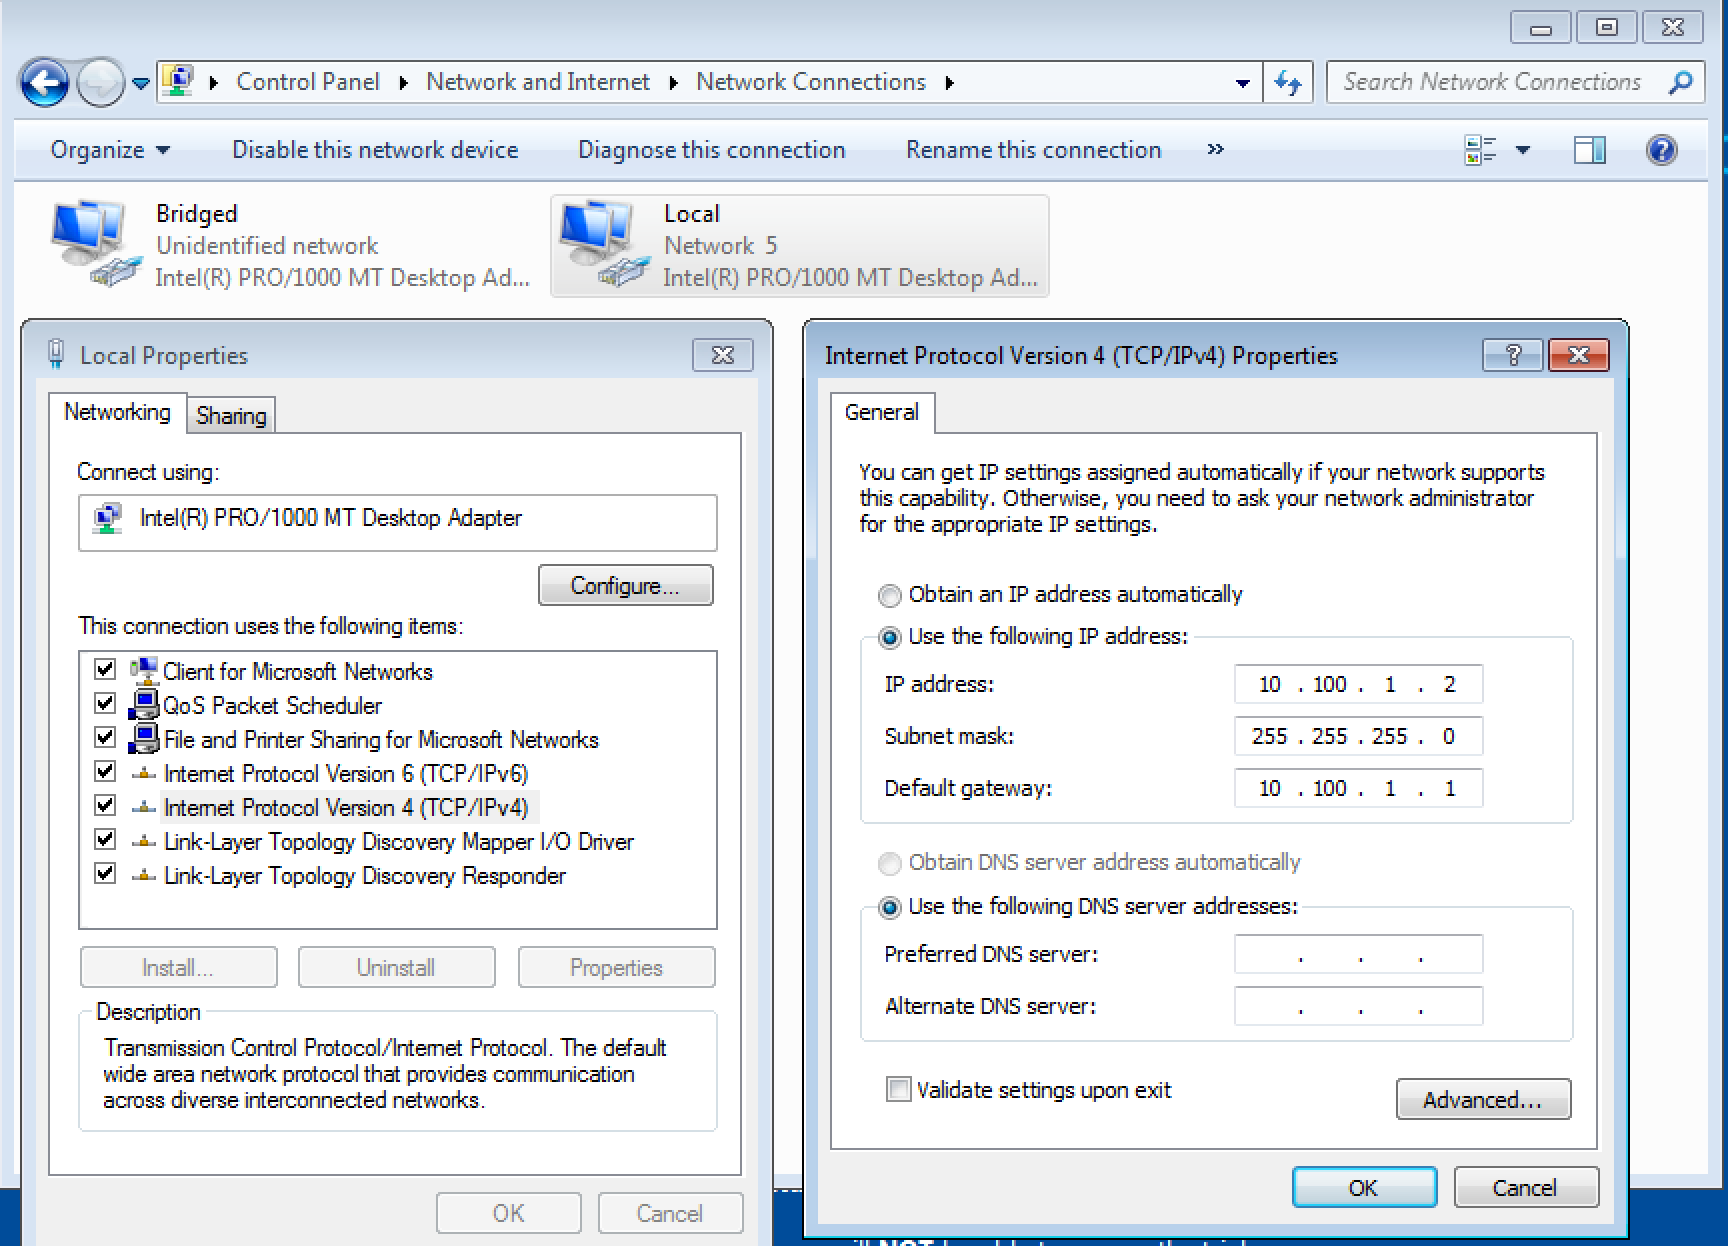 Control Panel Network and Internet Network Connections Search Network Connections
Organize Disable this network device Diagnose this connection Rename this connection »
Bridged
Unidentified network
Intel(R) PRO/1000 MT Desktop Ad...
Local
Network 5
Intel(R) PRO/1000 MT Desktop Ad...
Local Properties
Networking Sharing
Connect using:
Intel(R) PRO/1000 MT Desktop Adapter
Configure...
This connection uses the following items:
Client for Microsoft Networks
QoS Packet Scheduler
File and Printer Sharing for Microsoft Networks
Internet Protocol Version 6 (TCP/IPv6)
Internet Protocol Version 4 (TCP/IPv4)
Link-Layer Topology Discovery Mapper I/O Driver
Link-Layer Topology Discovery Responder
Install... Uninstall Properties
Description
Transmission Control Protocol/Internet Protocol. The default
wide area network protocol that provides communication
across diverse interconnected networks.
OK Cancel
Internet Protocol Version 4 (TCP/IPv4) Properties
General
You can get IP settings assigned automatically if your network supports
this capability. Otherwise, you need to ask your network administrator
for the appropriate IP settings.
Obtain an IP address automatically
Use the following IP address:
IP address: 10 . 100 . 1 . 2
Subnet mask: 255 . 255 . 255 . 0
Default gateway: 10 . 100 . 1 . 1
Obtain DNS server address automatically
Use the following DNS server addresses:
Preferred DNS server: . . .
Alternate DNS server: . . .
Validate settings upon exit
Advanced...
OK Cancel